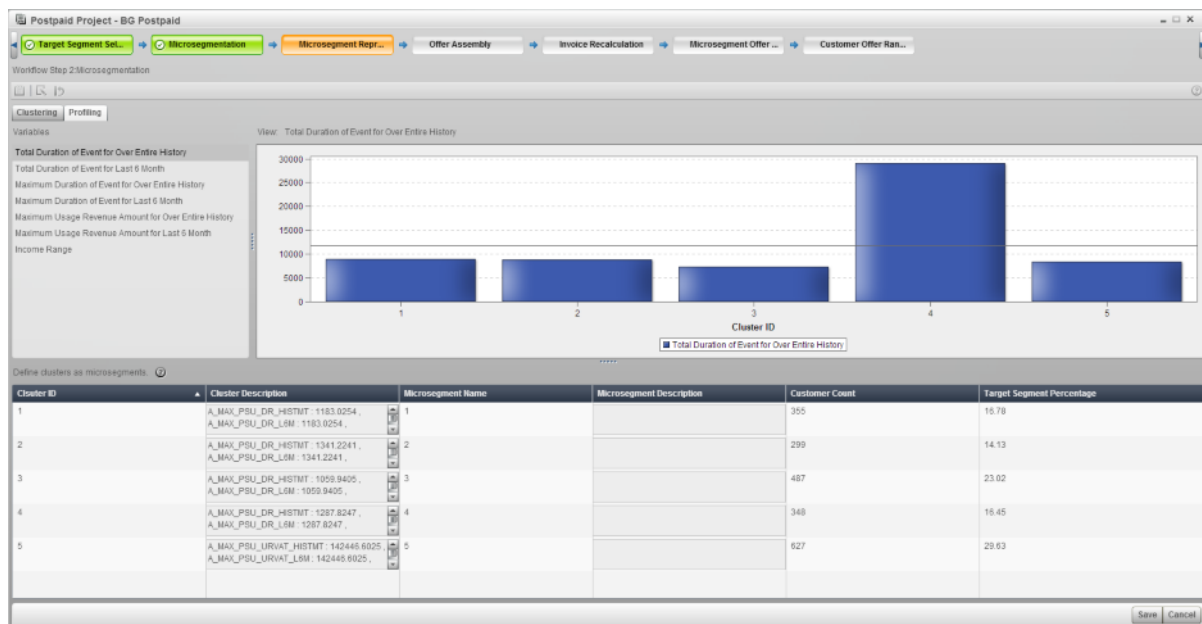 Postpaid Project - BG Postpaid
Target Segment Sel... Microsegmentation Microsegment Repr... Offer Assembly Invoice Recalculation Microsegment Offer ... Customer Offer Ran...
Workflow Step 2:Microsegmentation
Clustering Profiling
Variables View: Total Duration of Event for Over Entire History
Total Duration of Event for Over Entire History
Total Duration of Event for Last 6 Month
Maximum Duration of Event for Over Entire History
Maximum Duration of Event for Last 6 Month
Maximum Usage Revenue Amount for Over Entire History
Maximum Usage Revenue Amount for Last 6 Month
Income Range
30000
25000
20000
15000
10000
5000
0
1 2 3 4 5
Cluster ID
Total Duration of Event for Over Entire History
Define clusters as microsegments.
Clsuter ID Cluster Description Microsegment Name Microsegment Description Customer Count Target Segment Percentage
1 A_MAX_PSU_DR_HISTMT : 1183.0254 , 1 355 16.78
A_MAX_PSU_DR_L6M : 1183.0254 ,
2 A_MAX_PSU_DR_HISTMT : 1341.2241 , 2 299 14.13
A_MAX_PSU_DR_L6M : 1341.2241 ,
3 A_MAX_PSU_DR_HISTMT : 1059.9405 , 3 487 23.02
A_MAX_PSU_DR_L6M : 1059.9405 ,
4 A_MAX_PSU_DR_HISTMT : 1287.8247 , 4 348 16.45
A_MAX_PSU_DR_L6M : 1287.8247 ,
5 A_MAX_PSU_URVAT_HISTMT : 142446.6025 , 5 627 29.63
A_MAX_PSU_URVAT_L6M : 142446.6025 ,
Save Cancel